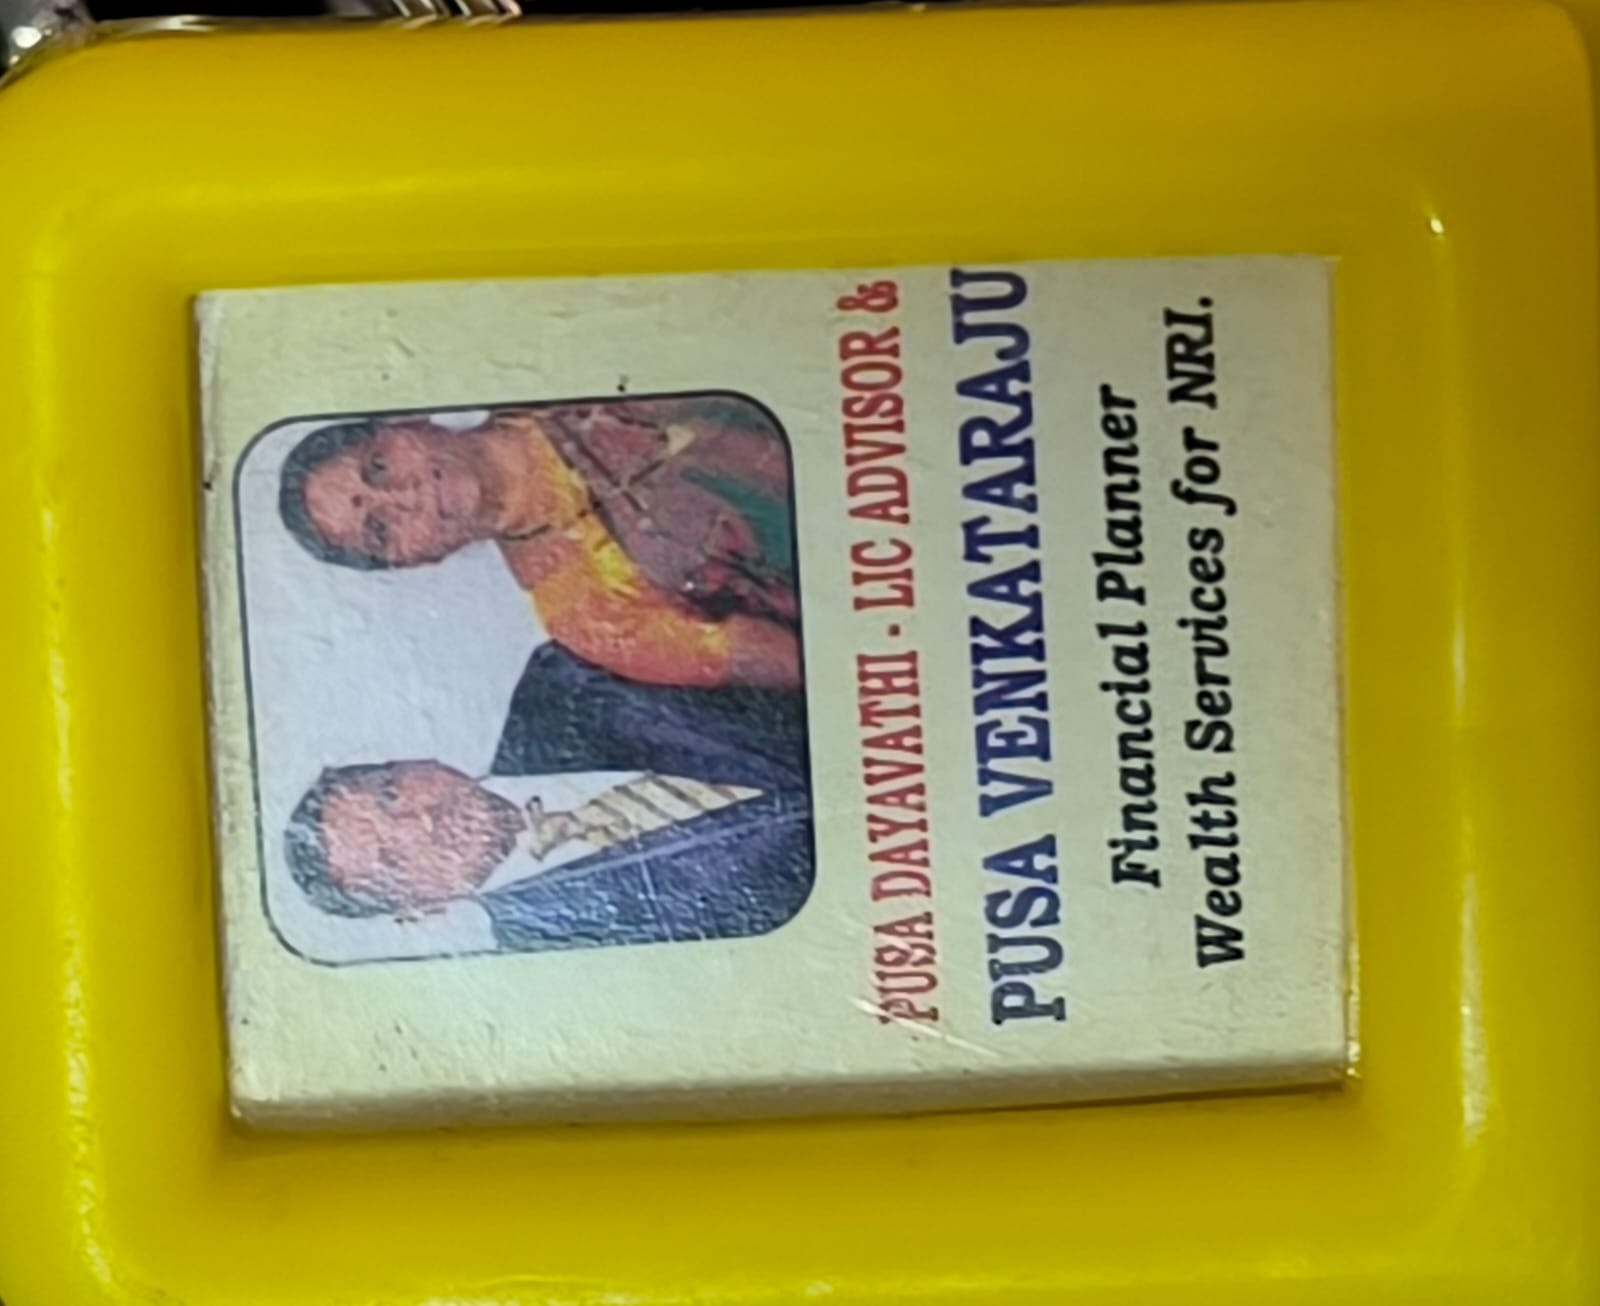 PUSA DAYAVATHI - LIC ADVISOR &
PUSA VENKATARAJU
Financial Planner
Wealth Services for NRI.